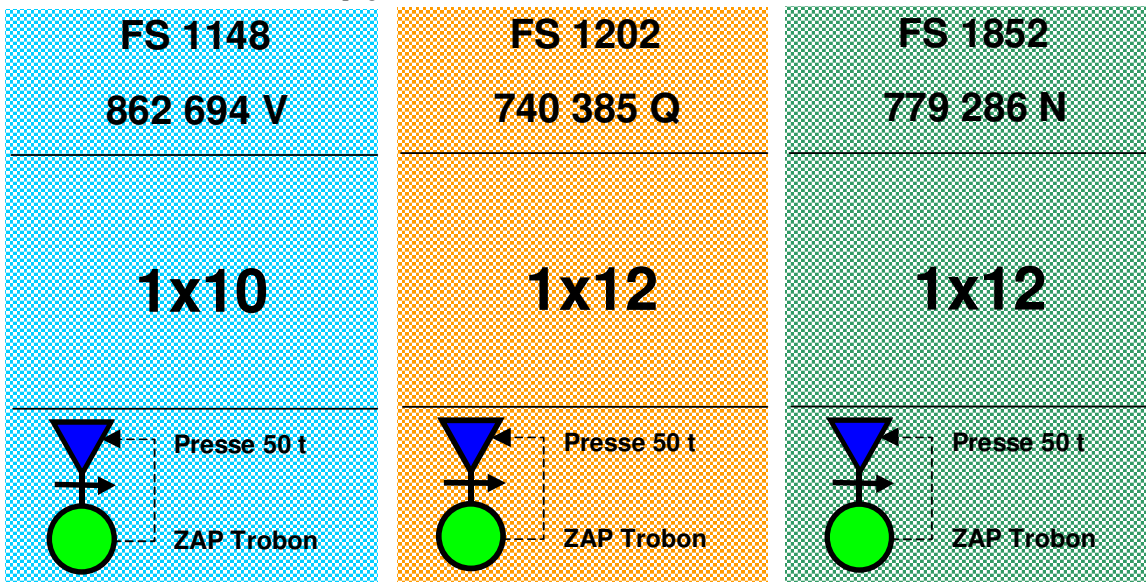 FS 1148
862 694 V
1x10
Presse 50 t
ZAP Trobon
FS 1202
740 385 Q
1x12
Presse 50 t
ZAP Trobon
FS 1852
779 286 N
1x12
Presse 50 t
ZAP Trobon